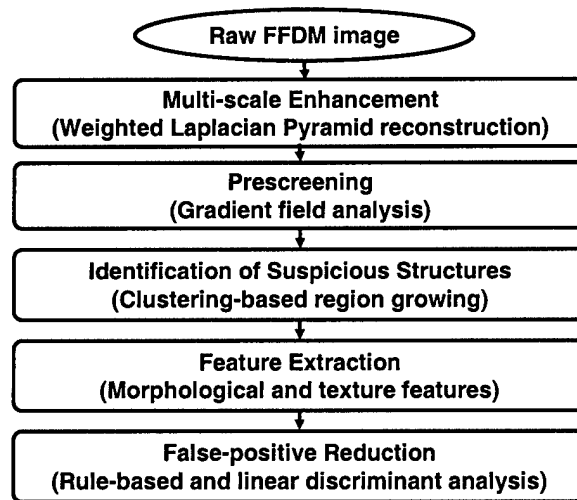 Raw FFDM image
Multi-scale Enhancement
(Weighted Laplacian Pyramid reconstruction)
Prescreening
(Gradient field analysis)
Identification of Suspicious Structures
(Clustering-based region growing)
Feature Extraction
(Morphological and texture features)
False-positive Reduction
(Rule-based and linear discriminant analysis)